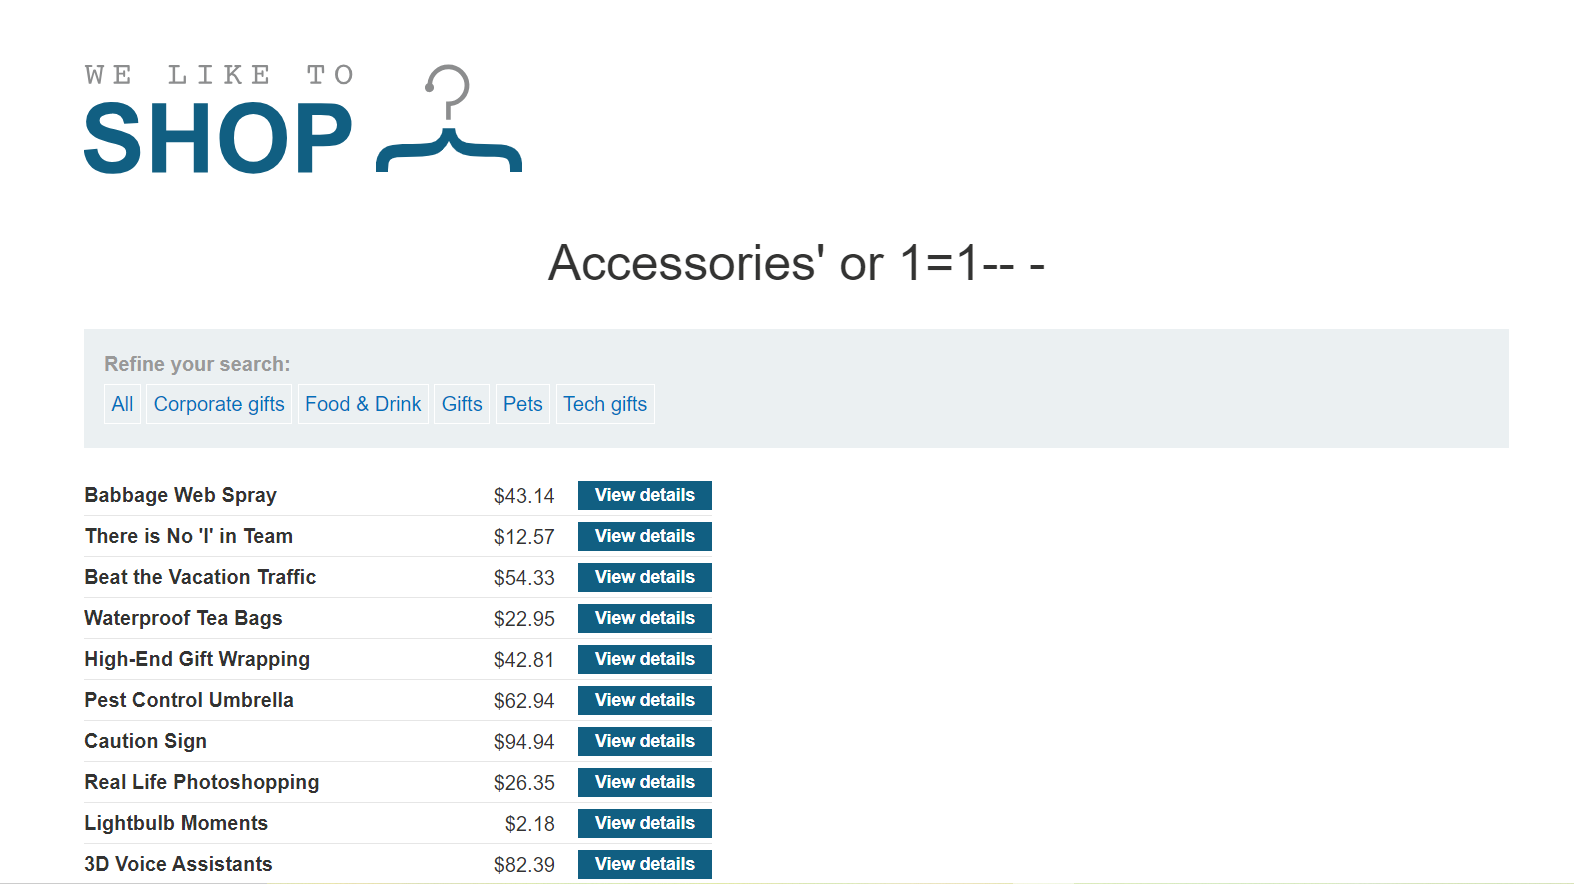 WE LIKE TO
SHOP
Accessories' or 1=1-- -
Refine your search:
All Corporate gifts Food & Drink Gifts Pets Tech gifts
Babbage Web Spray $43.14 View details
There is No 'I' in Team $12.57 View details
Beat the Vacation Traffic $54.33 View details
Waterproof Tea Bags $22.95 View details
High-End Gift Wrapping $42.81 View details
Pest Control Umbrella $62.94 View details
Caution Sign $94.94 View details
Real Life Photoshopping $26.35 View details
Lightbulb Moments $2.18 View details
3D Voice Assistants $82.39 View details